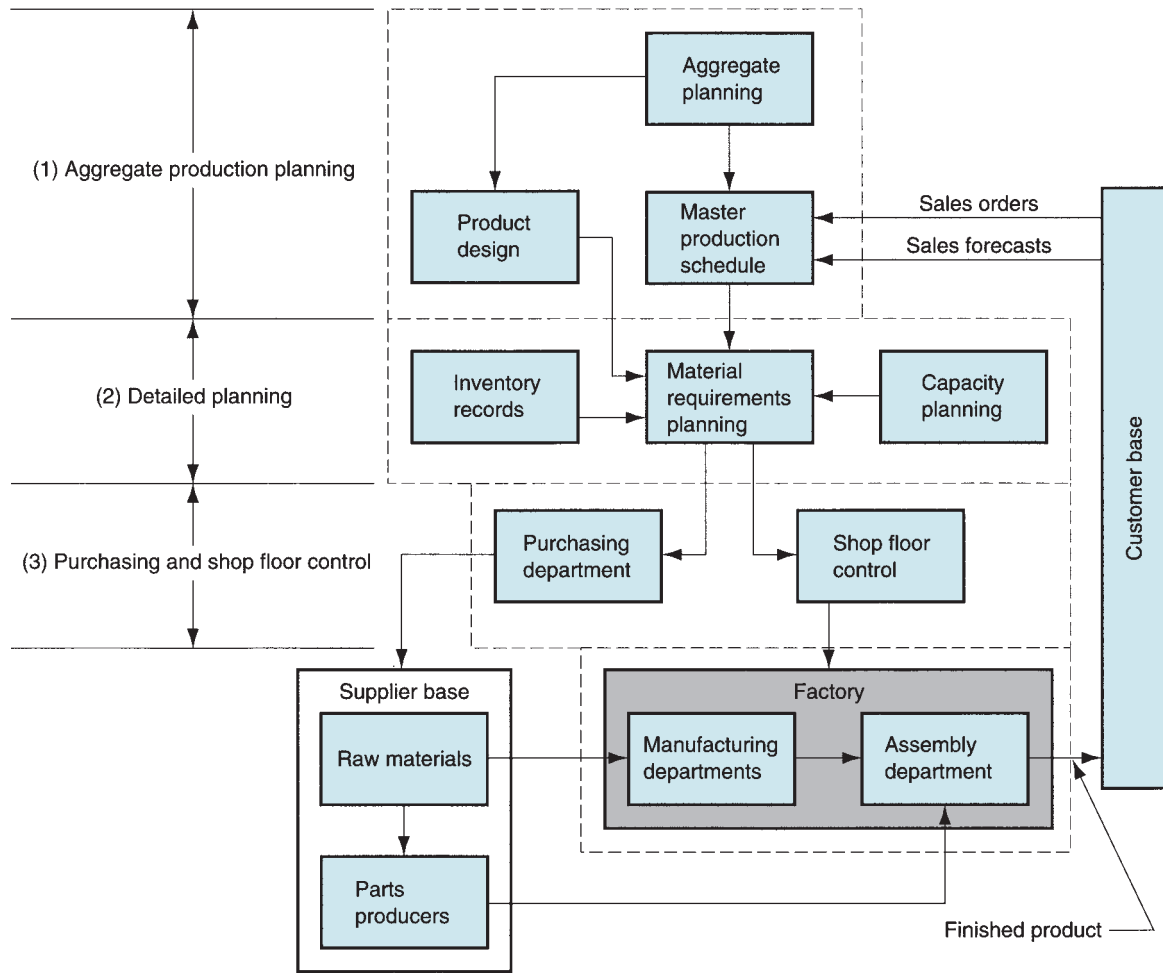 Aggregate
planning
(1) Aggregate production planning
Product
design
Master
production
schedule
Sales orders
Sales forecasts
(2) Detailed planning
Inventory
records
Material
requirements
planning
Capacity
planning
Customer base
(3) Purchasing and shop floor control
Purchasing
department
Shop floor
control
Supplier base
Raw materials
Parts
producers
Factory
Manufacturing
departments
Assembly
department
Finished product